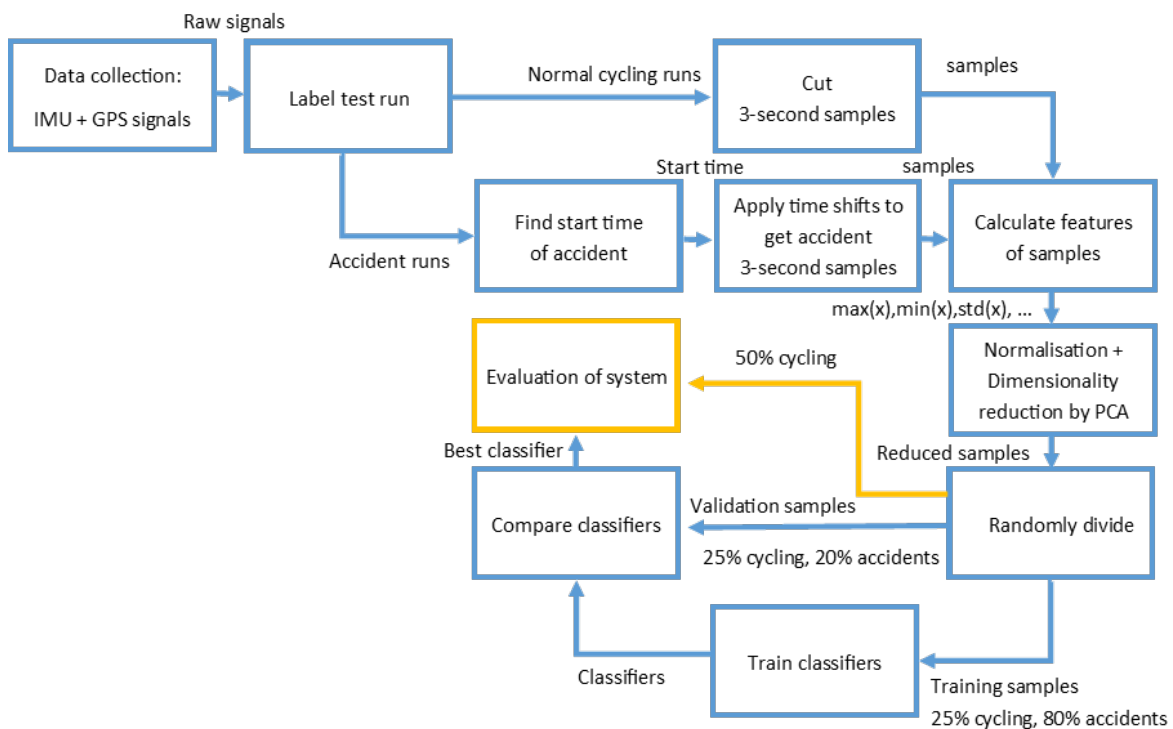 Raw signals
Data collection:
IMU + GPS signals
Label test run
Normal cycling runs
Cut
3-second samples
samples
Accident runs
Find start time
of accident
Start time
Apply time shifts to
get accident
3-second samples
samples
Calculate features
of samples
max(x),min(x),std(x), ...
Normalisation +
Dimensionality
reduction by PCA
Reduced samples
Randomly divide
50% cycling
Evaluation of system
Best classifier
Compare classifiers
Validation samples
25% cycling, 20% accidents
Train classifiers
Classifiers
Training samples
25% cycling, 80% accidents